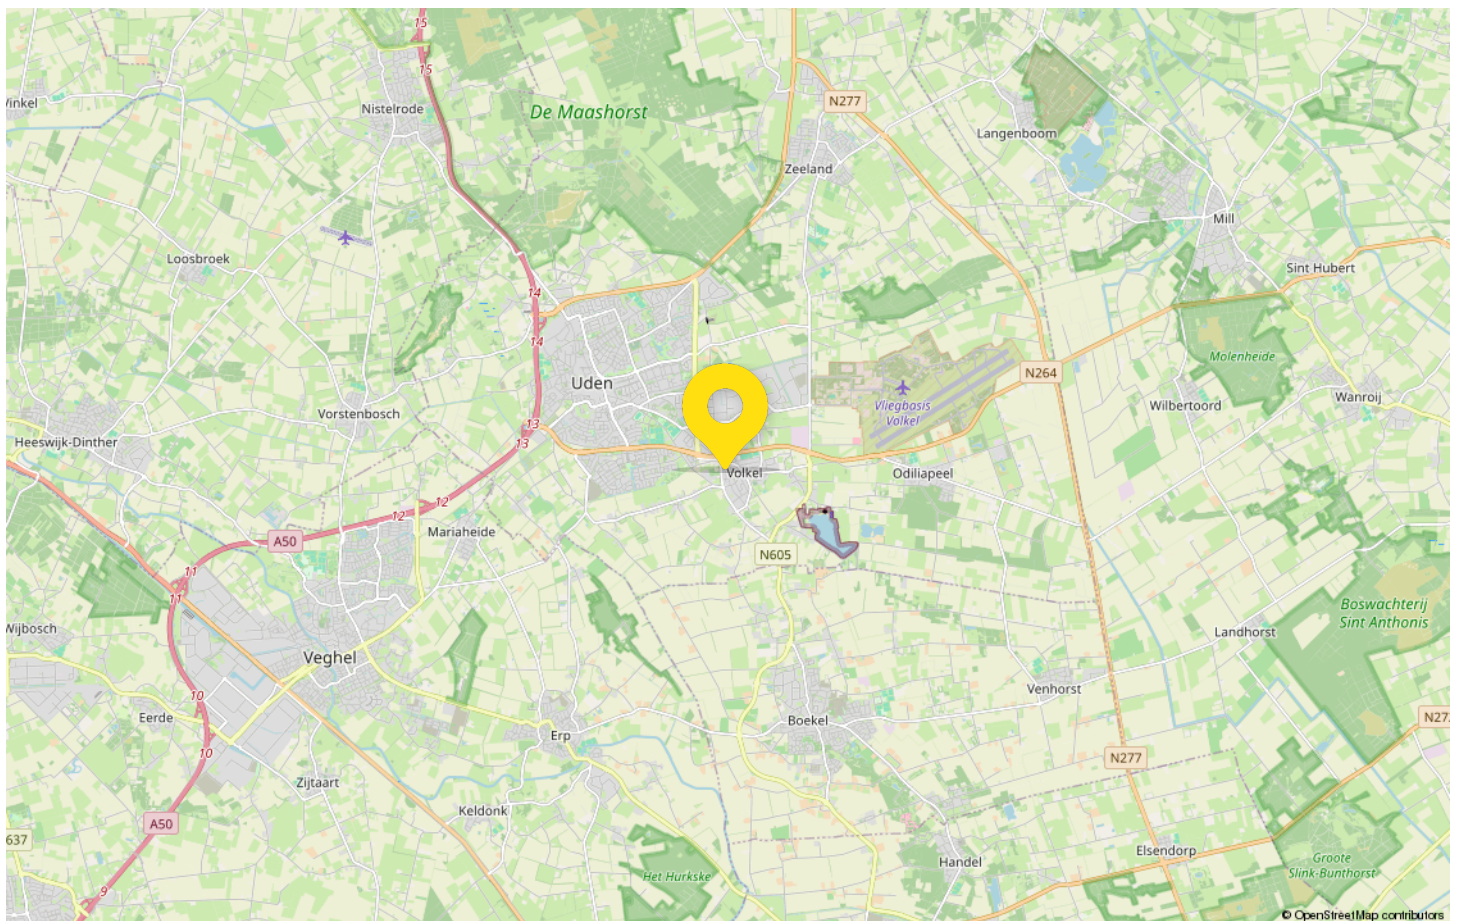 15
15
Nistelrode
De Maashorst
N277
Langenboom
Zeeland
Mill
Loosbroek
Sint Hubert
14
14
Molenheide
N264
Uden
Vliegbasis
Volkel
Wanroij
Wilbertoord
Vorstenbosch
13
13
Heeswijk-Dinther
Volkel
Odiliapeel
12
12
Mariaheide
A50
N605
11
11
Boswachterij
Sint Anthonis
Landhorst
Veghel
Venhorst
10
Eerde
Boekel
Erp
10
N277
Zijtaart
Keldonk
A50
637
Elsendorp
Handel
Groote
Slink-Bunthorst
Het Hurkske
9
© OpenStreetMap contributors